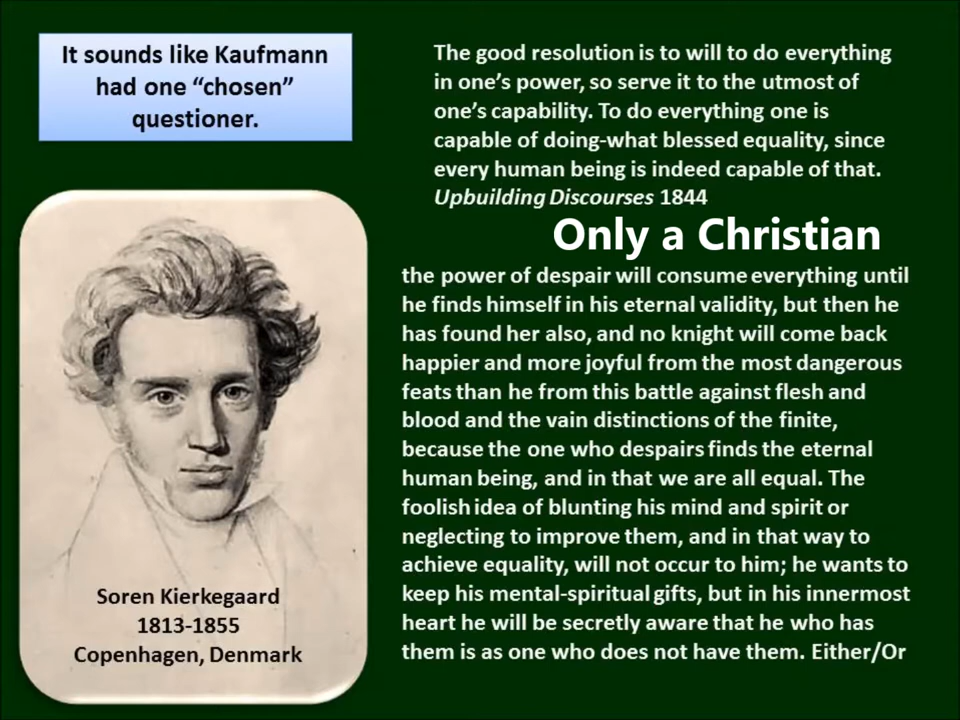 It sounds like Kaufmann
had one “chosen”
questioner.
The good resolution is to will to do everything
in one’s power, so serve it to the utmost of
one’s capability. To do everything one is
capable of doing-what blessed equality, since
every human being is indeed capable of that.
Upbuilding Discourses 1844
Only a Christian
the power of despair will consume everything until
he finds himself in his eternal validity, but then he
has found her also, and no knight will come back
happier and more joyful from the most dangerous
feats than he from this battle against flesh and
blood and the vain distinctions of the finite,
because the one who despairs finds the eternal
human being, and in that we are all equal. The
foolish idea of blunting his mind and spirit or
neglecting to improve them, and in that way to
achieve equality, will not occur to him; he wants to
keep his mental-spiritual gifts, but in his innermost
heart he will be secretly aware that he who has
them is as one who does not have them. Either/Or
Soren Kierkegaard
1813-1855
Copenhagen, Denmark